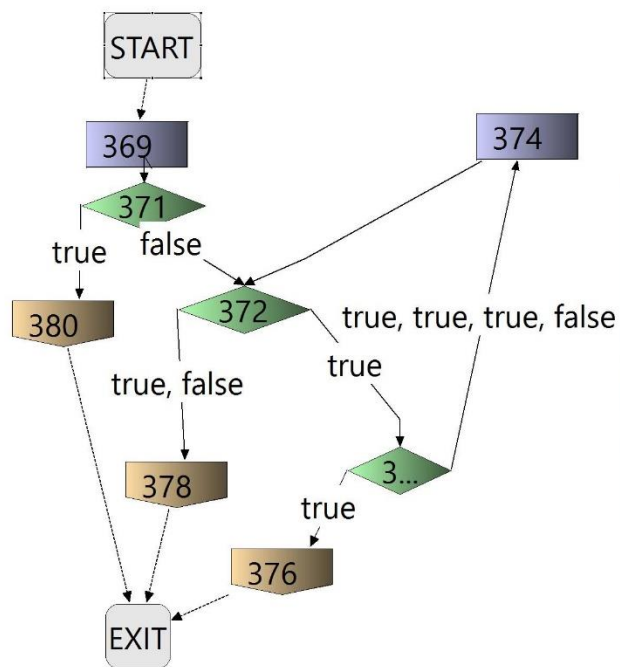 START
369
374
371
true
false
380
372
true, true, true, false
true, false
true
378
3...
true
376
EXIT